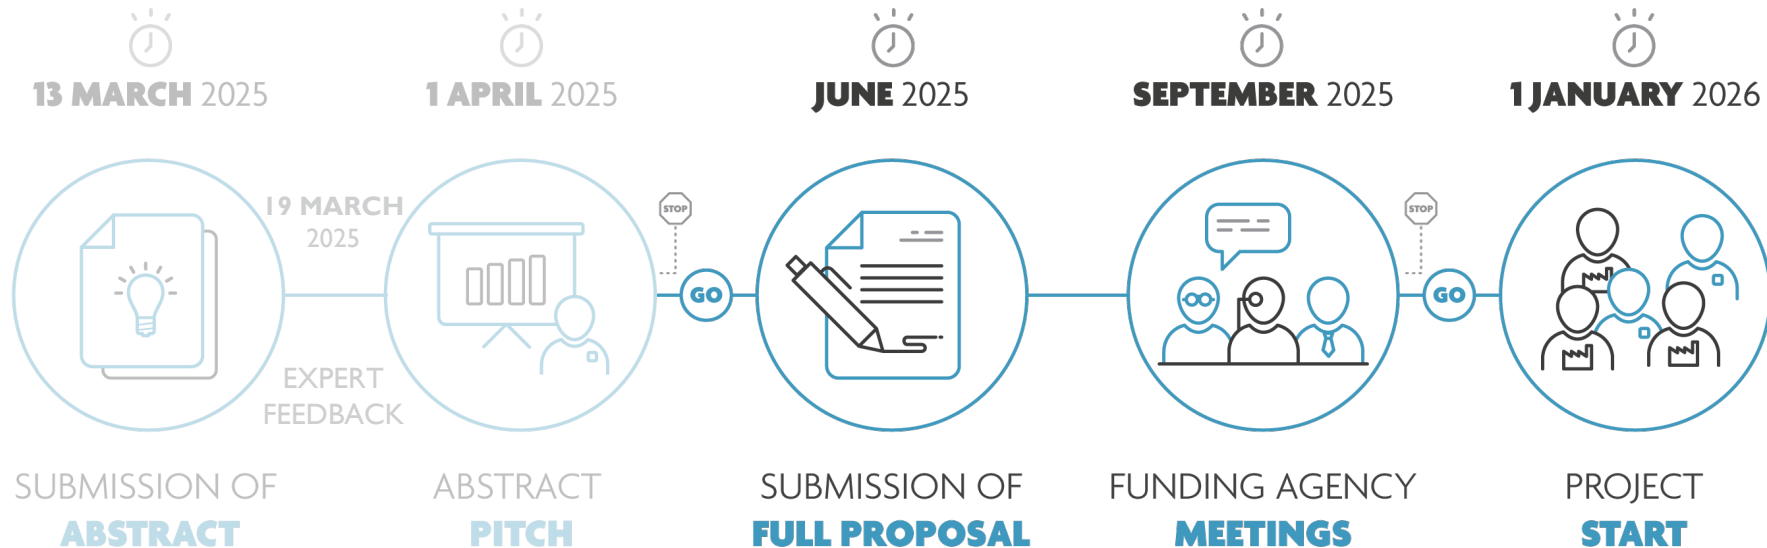 13 MARCH 2025
1 APRIL 2025
JUNE 2025
SEPTEMBER 2025
1 JANUARY 2026
19 MARCH
2025
EXPERT
FEEDBACK
STOP
GO
STOP
GO
SUBMISSION OF
ABSTRACT
ABSTRACT
PITCH
SUBMISSION OF
FULL PROPOSAL
FUNDING AGENCY
MEETINGS
PROJECT
START